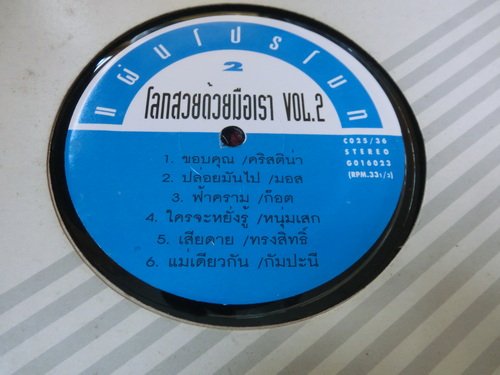 แผ่นโปรโมท
2
โลกสวยด้วยมือเรา VOL.2
CO25/36
STEREO
G016023
(RPM.33 1/3)
1. ขอบคุณ /คริสติน่า
2. ปล่อยมันไป /มอส
3. ฟ้าคราม /ก๊อต
4. ใครจะหยั่งรู้ /หนุ่มเสก
5. เสียดาย /ทรงสิทธิ์
6. แม่เดียวกัน /กัมปะนี